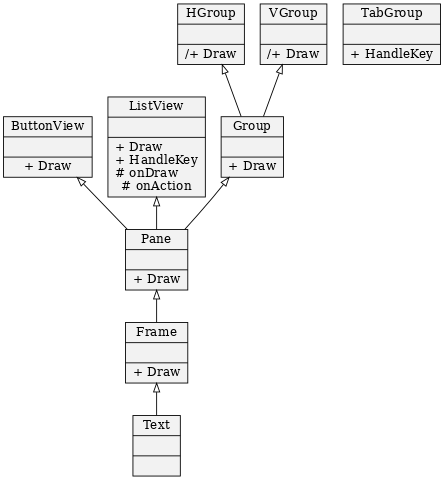 HGroup
/+ Draw
VGroup
/+ Draw
TabGroup
+ HandleKey
ButtonView
+ Draw
ListView
+ Draw
+ HandleKey
# onDraw
# onAction
Group
+ Draw
Pane
+ Draw
Frame
+ Draw
Text